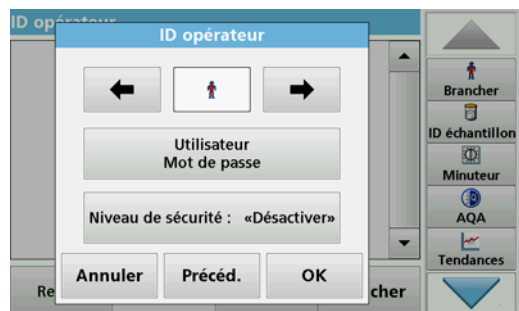 ID opérateur
Brancher
ID échantillon
Utilisateur
Mot de passe
Minuteur
Niveau de sécurité : «Désactiver»
AQA
Annuler
Précéd.
OK
Tendances
Re
cher